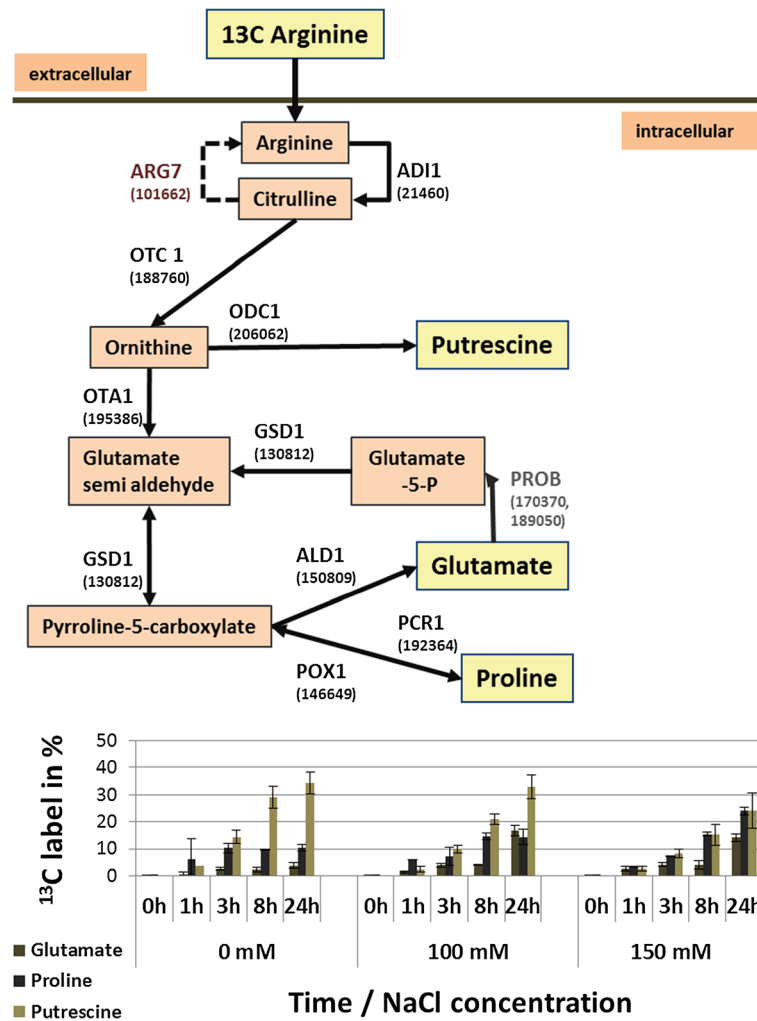 13C Arginine
extracellular
intracellular
Arginine
ARG7
(101662)
ADI1
(21460)
Citrulline
OTC 1
(188760)
ODC1
(206062)
Ornithine
Putrescine
OTA1
(195386)
GSD1
(130812)
Glutamate
semi aldehyde
Glutamate
-5-P
PROB
(170370,
189050)
GSD1
(130812)
ALD1
(150809)
Glutamate
Pyrroline-5-carboxylate
PCR1
(192364)
POX1
(146649)
Proline
13C label in %
50
40
30
20
10
0
0h 1h 3h 8h 24h 0h 1h 3h 8h 24h 0h 1h 3h 8h 24h
0 mM 100 mM 150 mM
Glutamate
Proline
Putrescine
Time / NaCl concentration